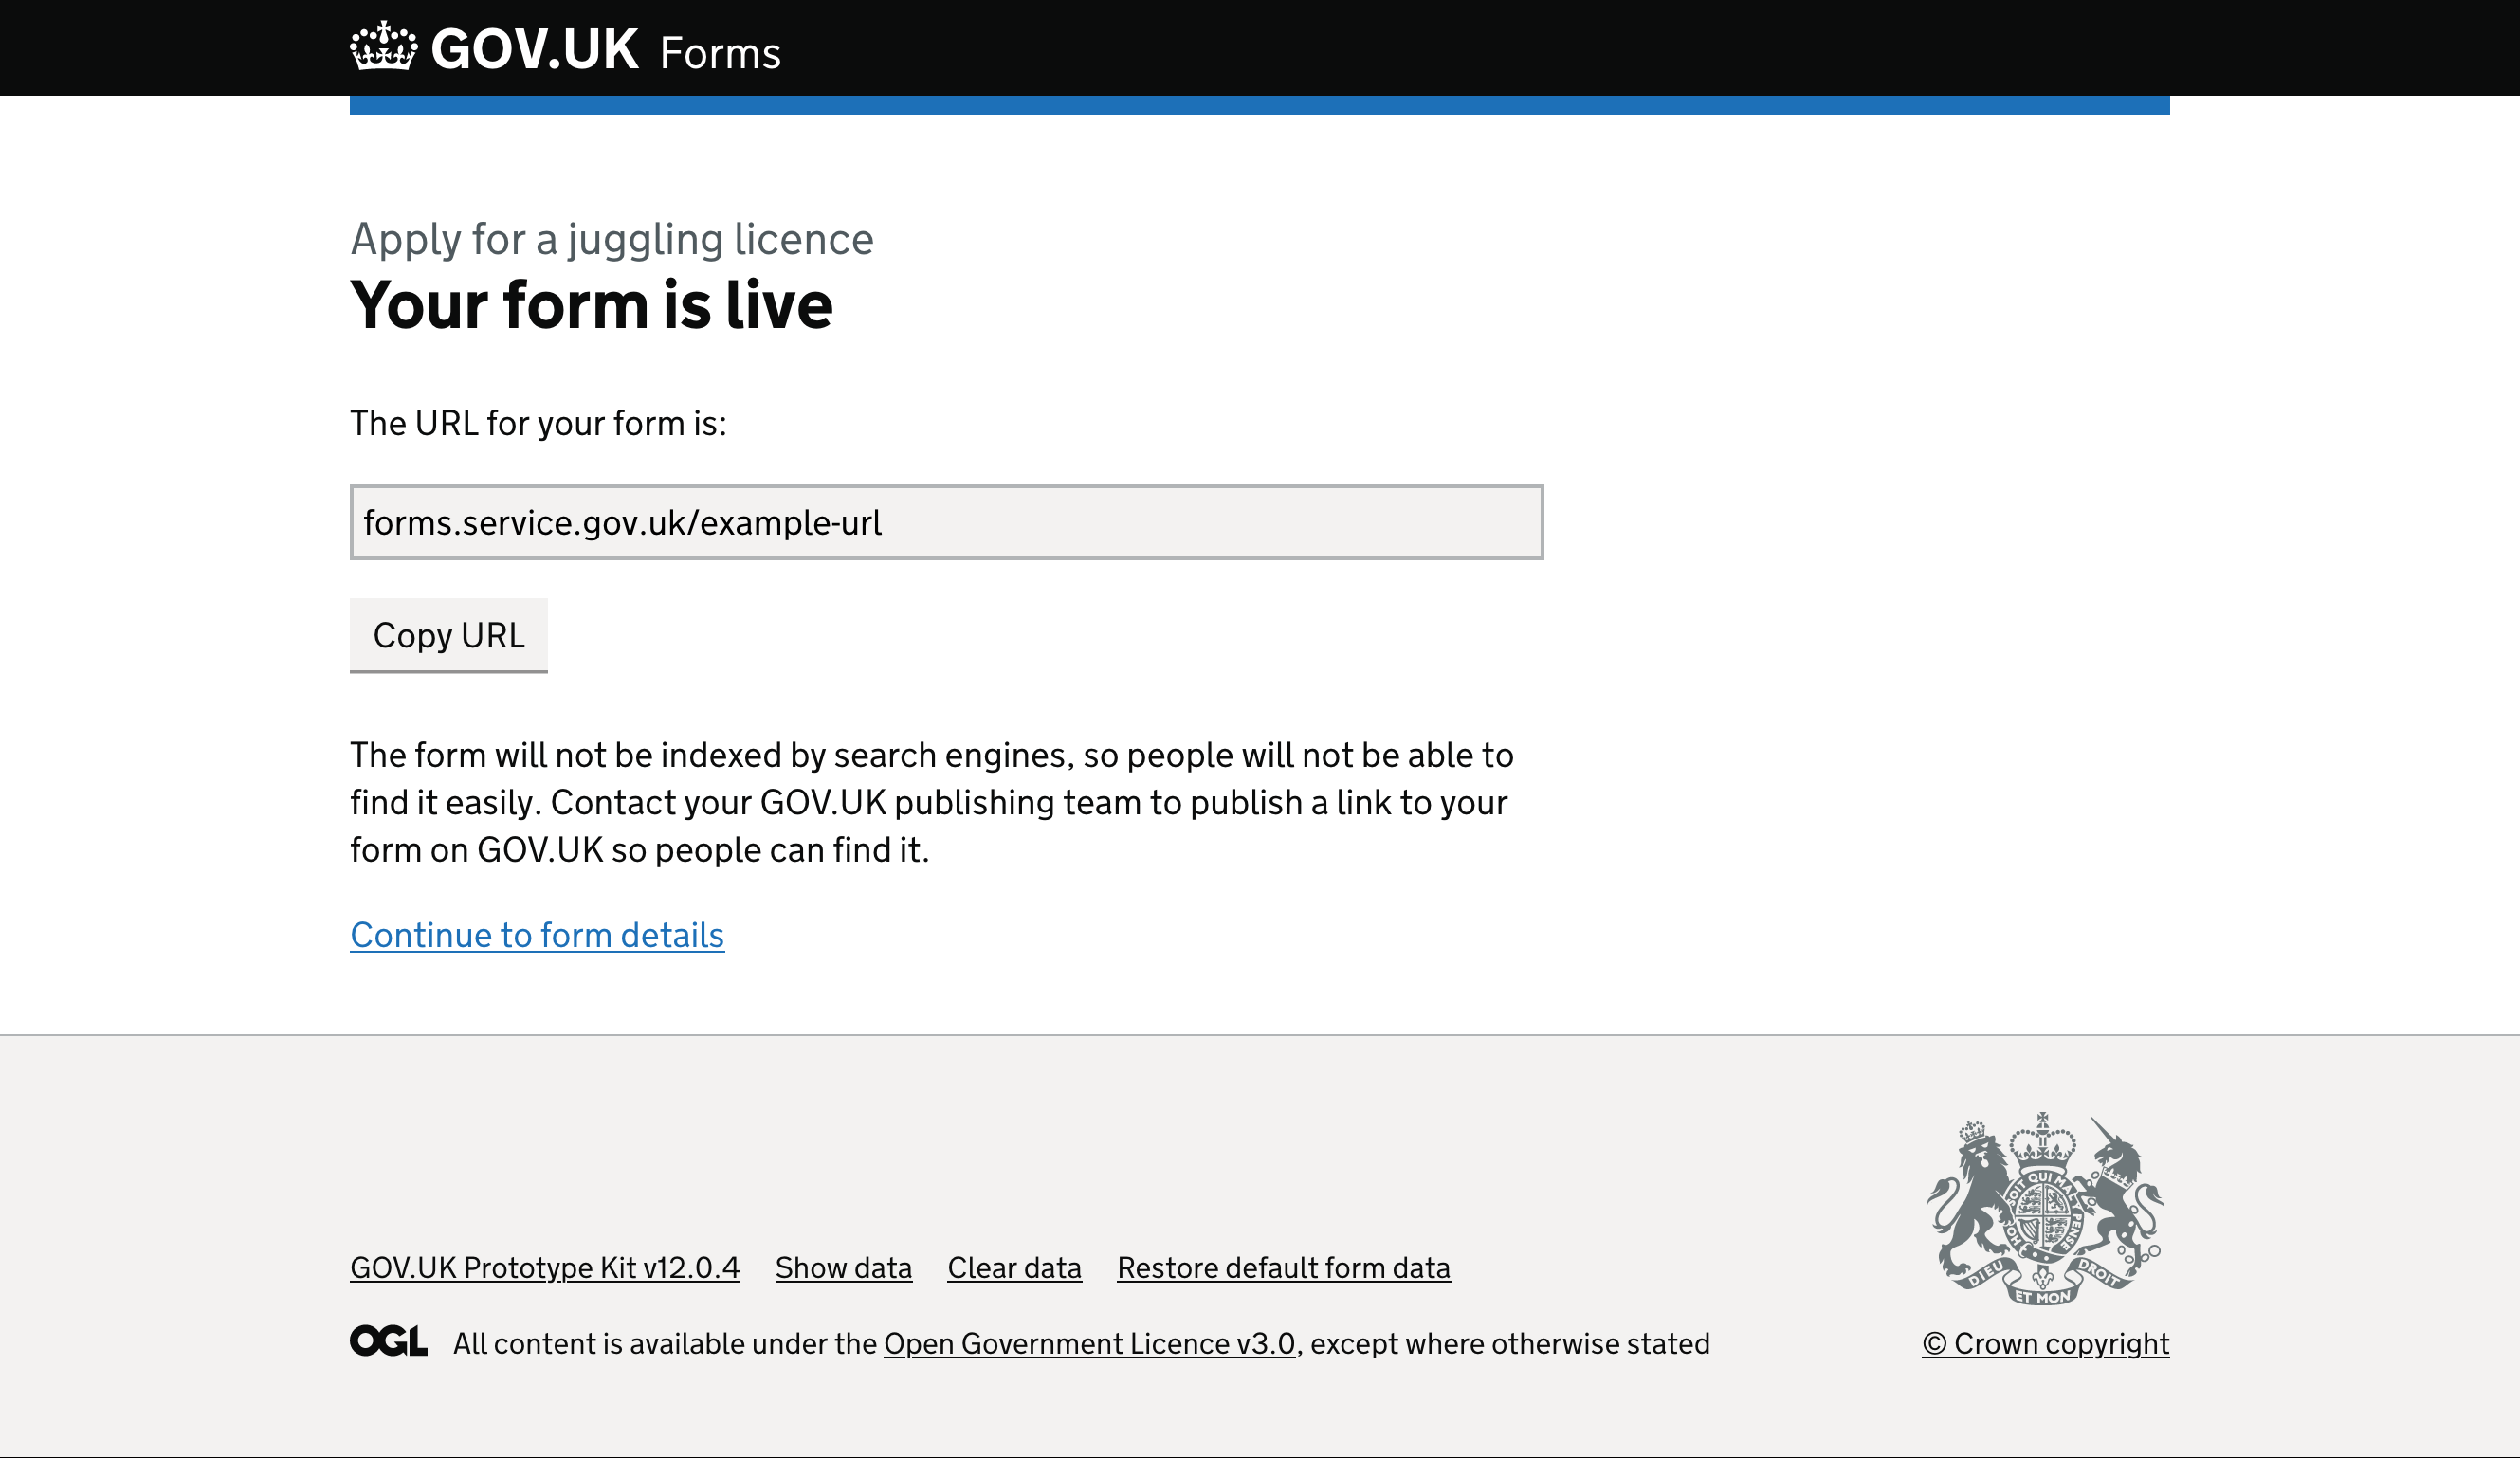 GOV.UK Forms
Apply for a juggling licence
Your form is live
The URL for your form is:
forms.service.gov.uk/example-url
Copy URL
The form will not be indexed by search engines, so people will not be able to
find it easily. Contact your GOV.UK publishing team to publish a link to your
form on GOV.UK so people can find it.
Continue to form details
GOV.UK Prototype Kit v12.0.4 Show data Clear data Restore default form data
SOIT QUI MAL PENSE
DIEU ET MON DROIT
OGL All content is available under the Open Government Licence v3.0, except where otherwise stated
© Crown copyright